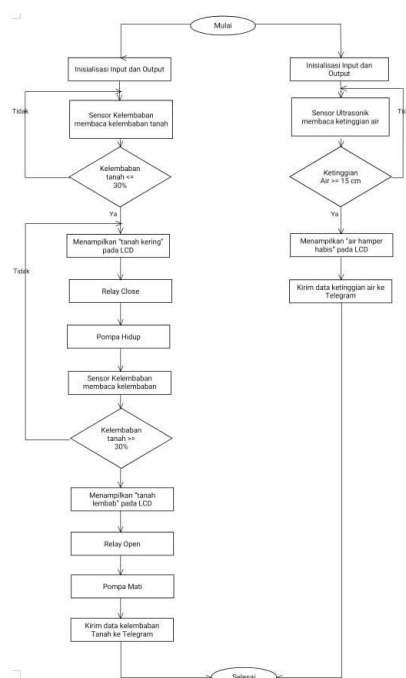 Mulai
Inisialisasi Input dan Output
Tidak
Sensor Kelembaban
membaca kelembaban tanah
Kelembaban
tanah <=
30%
Ya
Menampilkan "tanah kering"
pada LCD
Tidak
Relay Close
Pompa Hidup
Sensor Kelembaban
membaca kelembaban
Kelembaban
tanah >=
30%
Menampilkan "tanah
lembab" pada LCD
Relay Open
Pompa Mati
Kirim data kelembaban
Tanah ke Telegram
Inisialisasi Input dan
Output
Sensor Ultrasonik
membaca ketinggian air
Ketinggian
Air >= 15 cm
Ya
Menampilkan "air hamper
habis" pada LCD
Kirim data ketinggian air ke
Telegram
Selesai